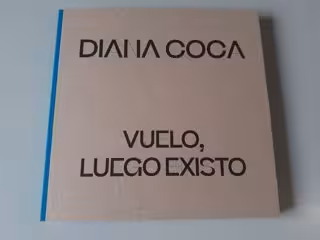 DIANA COCA
VUELO,
LUEGO EXISTO